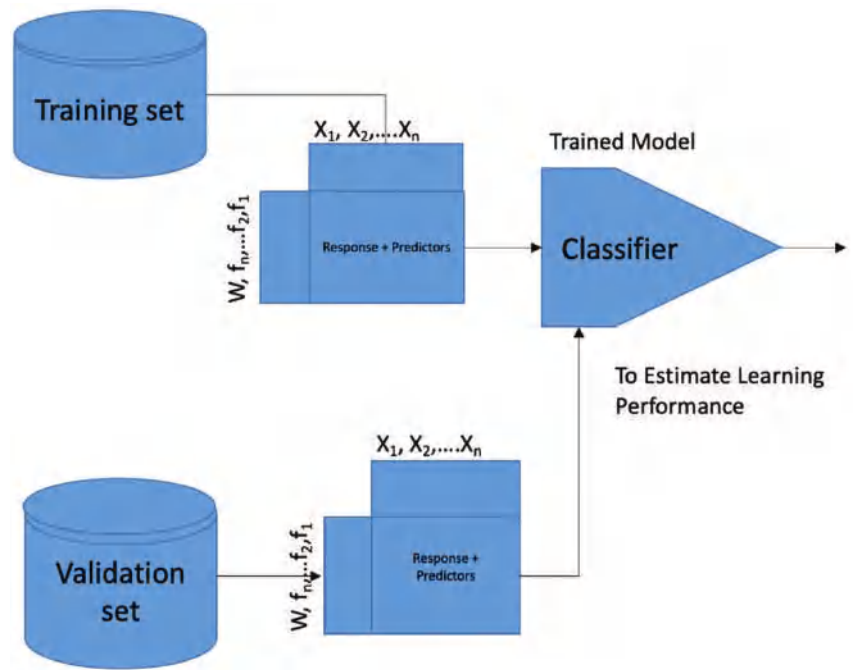 Training set
X₁, X₂,....Xₙ
W, fₙ,...f₂,f₁
Response + Predictors
Trained Model
Classifier
To Estimate Learning
Performance
X₁, X₂,....Xₙ
W, fₙ,...f₂,f₁
Response +
Predictors
Validation
set